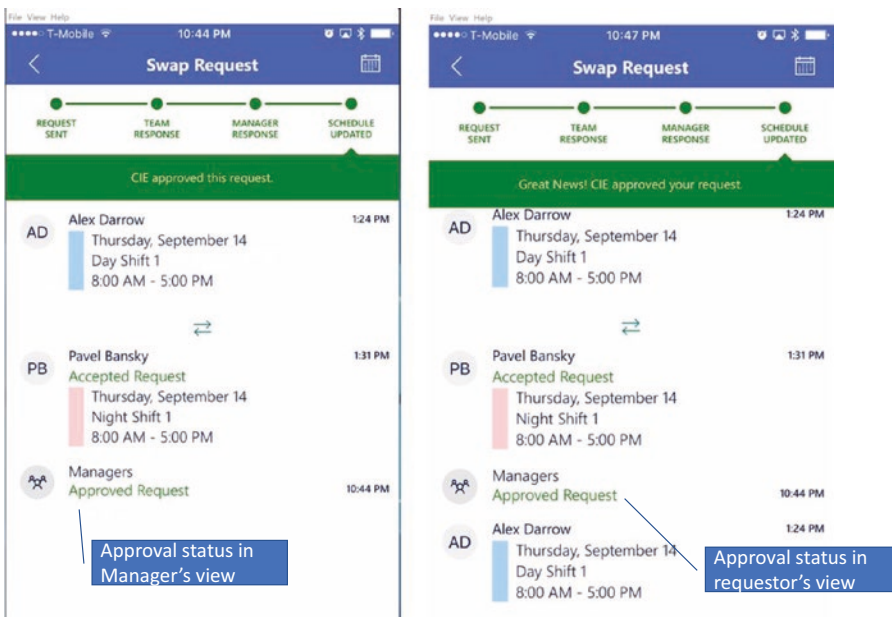 File View Help
T-Mobile 10:44 PM
Swap Request
REQUEST SENT
TEAM RESPONSE
MANAGER RESPONSE
SCHEDULE UPDATED
CIE approved this request.
AD
Alex Darrow 1:24 PM
Thursday, September 14
Day Shift 1
8:00 AM - 5:00 PM
PB
Pavel Bansky 1:31 PM
Accepted Request
Thursday, September 14
Night Shift 1
8:00 AM - 5:00 PM
Managers
Approved Request 10:44 PM
Approval status in
Manager's view
File View Help
T-Mobile 10:47 PM
Swap Request
REQUEST SENT
TEAM RESPONSE
MANAGER RESPONSE
SCHEDULE UPDATED
Great News! CIE approved your request.
AD
Alex Darrow 1:24 PM
Thursday, September 14
Day Shift 1
8:00 AM - 5:00 PM
PB
Pavel Bansky 1:31 PM
Accepted Request
Thursday, September 14
Night Shift 1
8:00 AM - 5:00 PM
Managers
Approved Request 10:44 PM
AD
Alex Darrow 1:24 PM
Thursday, September 14
Day Shift 1
8:00 AM - 5:00 PM
Approval status in
requestor's view